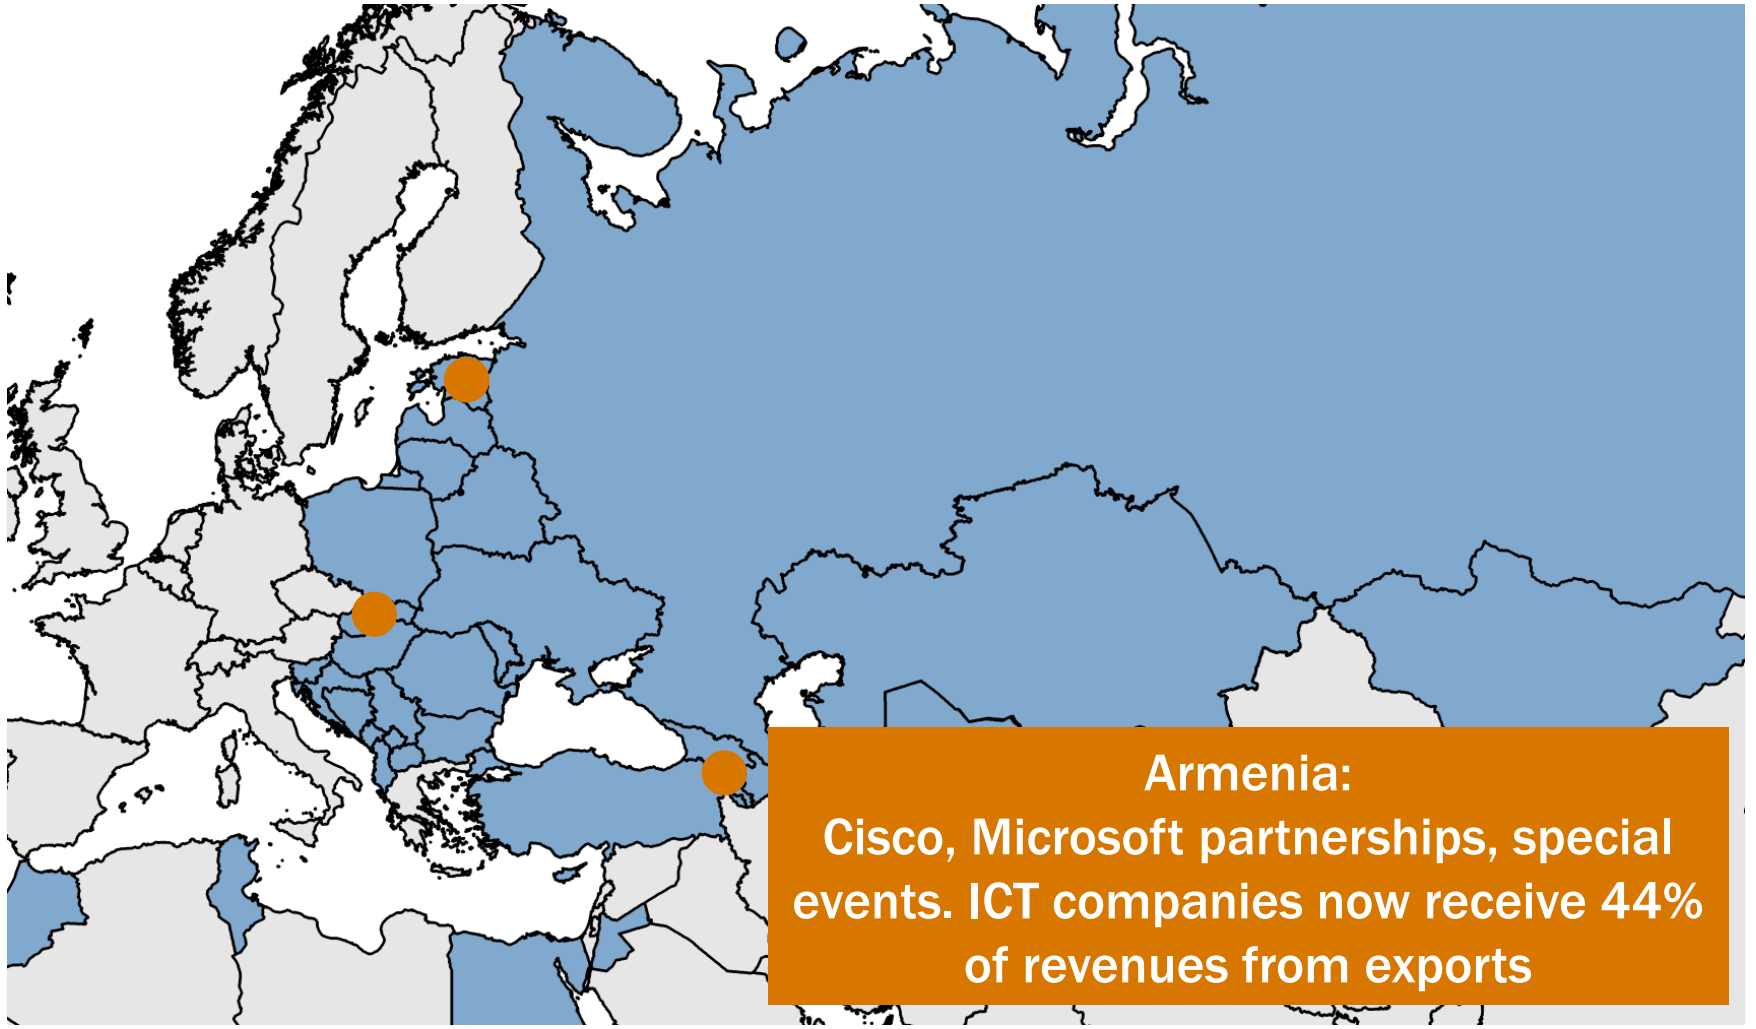 Armenia:
Cisco, Microsoft partnerships, special
events. ICT companies now receive 44%
of revenues from exports